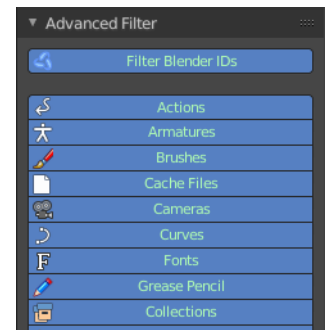 Advanced Filter
Filter Blender IDs
Actions
Armatures
Brushes
Cache Files
Cameras
Curves
Fonts
Grease Pencil
Collections